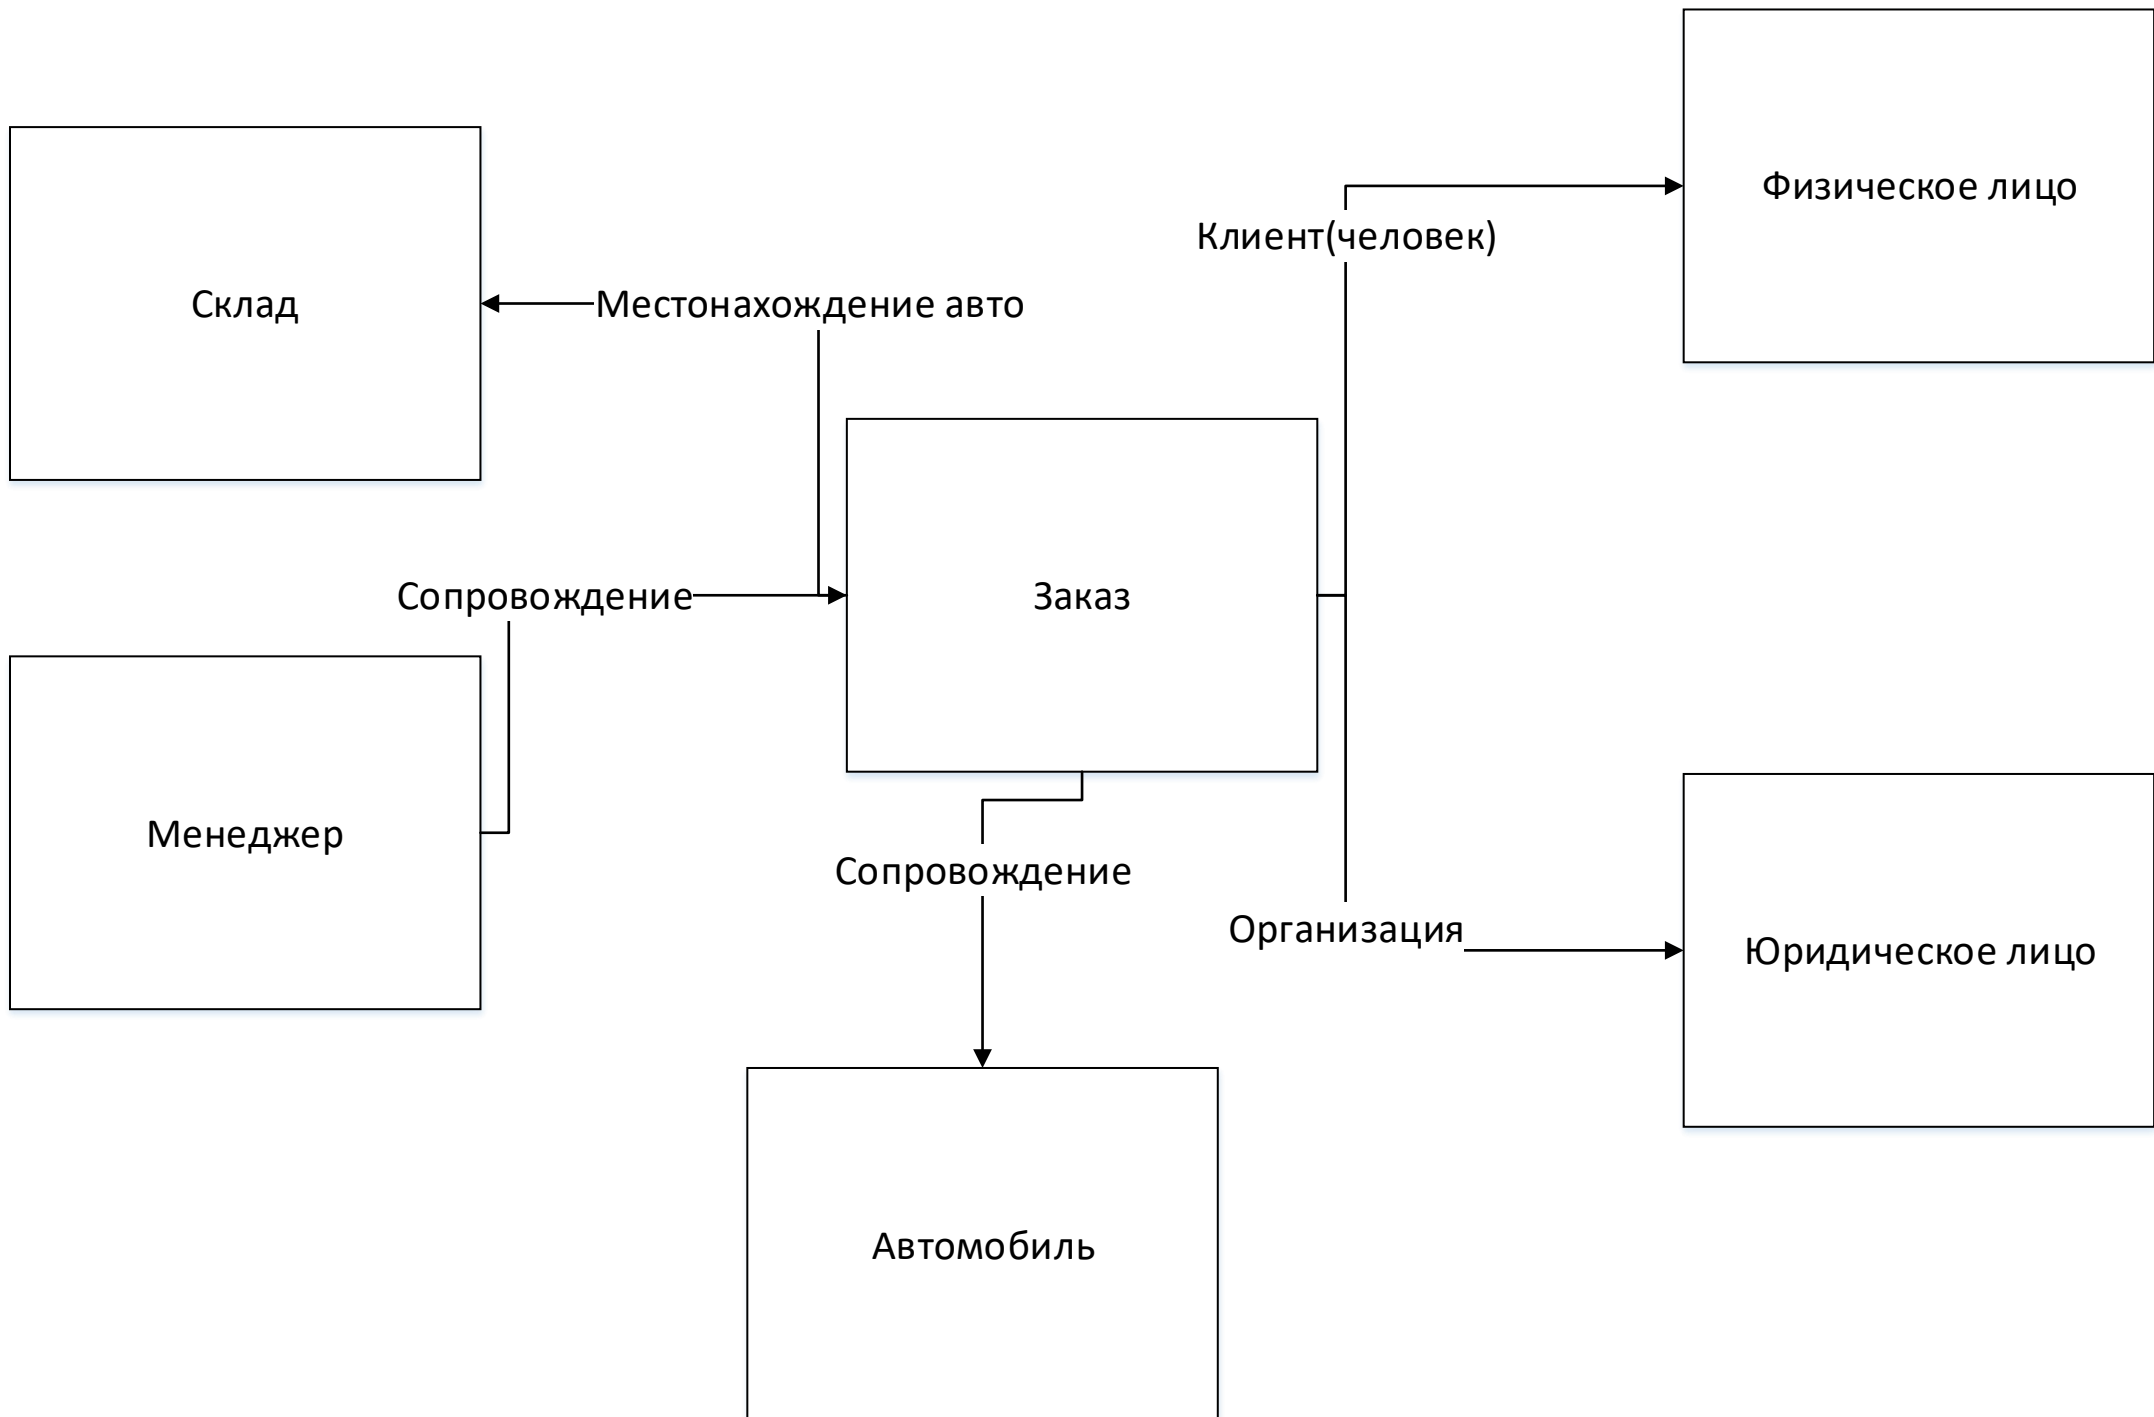 Физическое лицо
Клиент(человек)
Склад
Местонахождение авто
Сопровождение
Заказ
Менеджер
Сопровождение
Организация
Юридическое лицо
Автомобиль